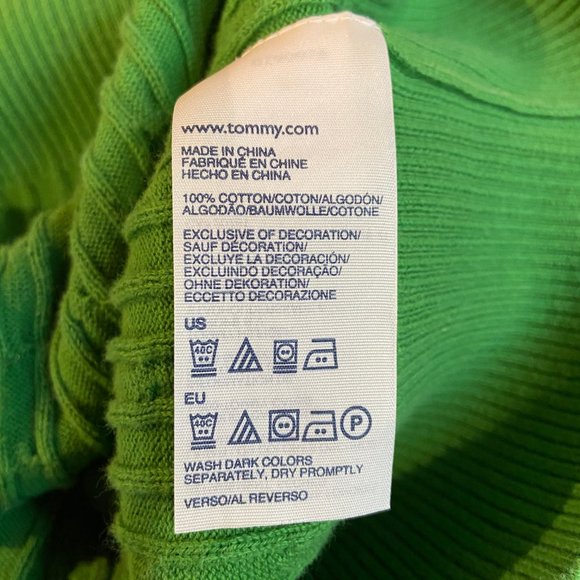 www.tommy.com
MADE IN CHINA
FABRIQUÉ EN CHINE
HECHO EN CHINA
100% COTTON/COTON/ALGODÓN/
ALGODÃO/BAUMWOLLE/COTONE
EXCLUSIVE OF DECORATION/
SAUF DÉCORATION/
EXCLUYE LA DECORACIÓN/
EXCLUINDO DECORAÇÃO/
OHNE DEKORATION/
ECCETTO DECORAZIONE
US
40C
EU
40C P
WASH DARK COLORS
SEPARATELY, DRY PROMPTLY
VERSO/AL REVERSO